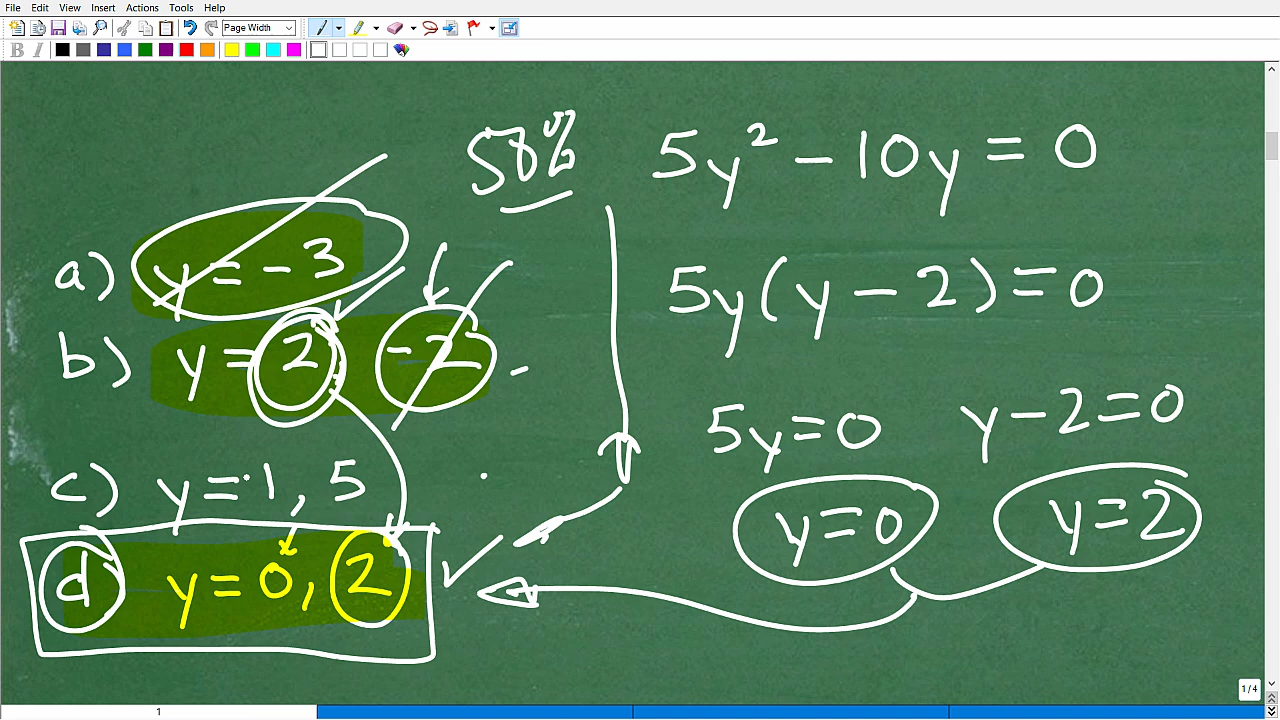 File Edit View Insert Actions Tools Help
Page Width
B I
58%
5y² - 10y = 0
a) y = -3
5y(y - 2) = 0
b) y = 2 -2
5y = 0 y - 2 = 0
c) y = 1, 5
y = 0 y = 2
d y = 0, 2
1/4
1